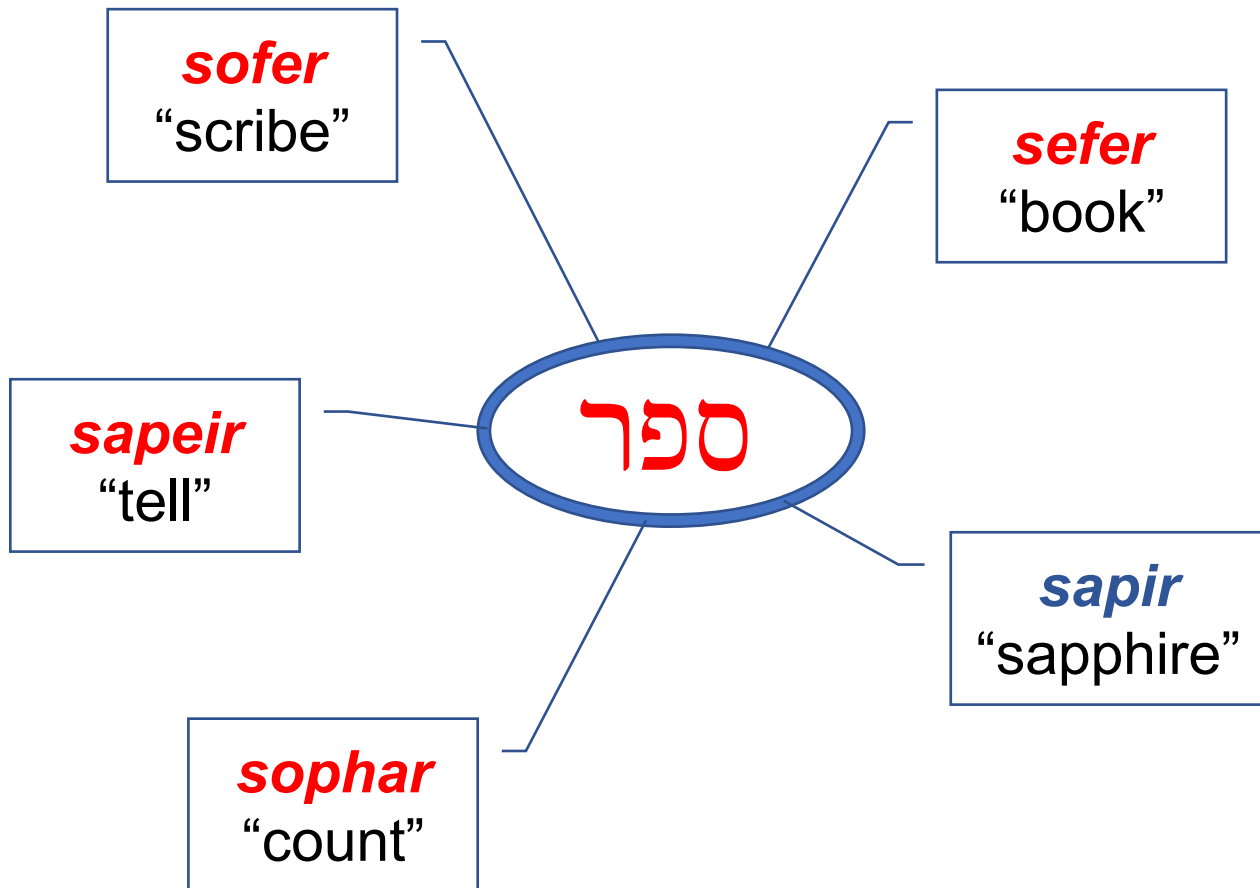 sofer
“scribe”
sefer
“book”
ספר
sapeir
“tell”
sapir
“sapphire”
sophar
“count”